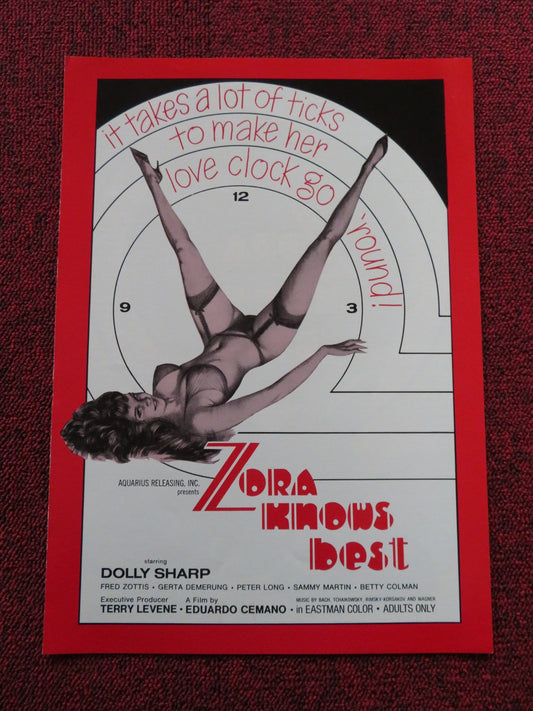 it takes a lot of ticks
to make her
love clock go
'round!
12
9
3
AQUARIUS RELEASING, INC.
presents
Zora
knows
best
starring
DOLLY SHARP
FRED ZOTTIS · GERTA DEMERUNG · PETER LONG · SAMMY MARTIN · BETTY COLMAN
Executive Producer A Film by MUSIC BY BACH, TCHAIKOWSKY, RIMSKY-KORSAKOV AND WAGNER
TERRY LEVENE · EDUARDO CEMANO · in EASTMAN COLOR · ADULTS ONLY